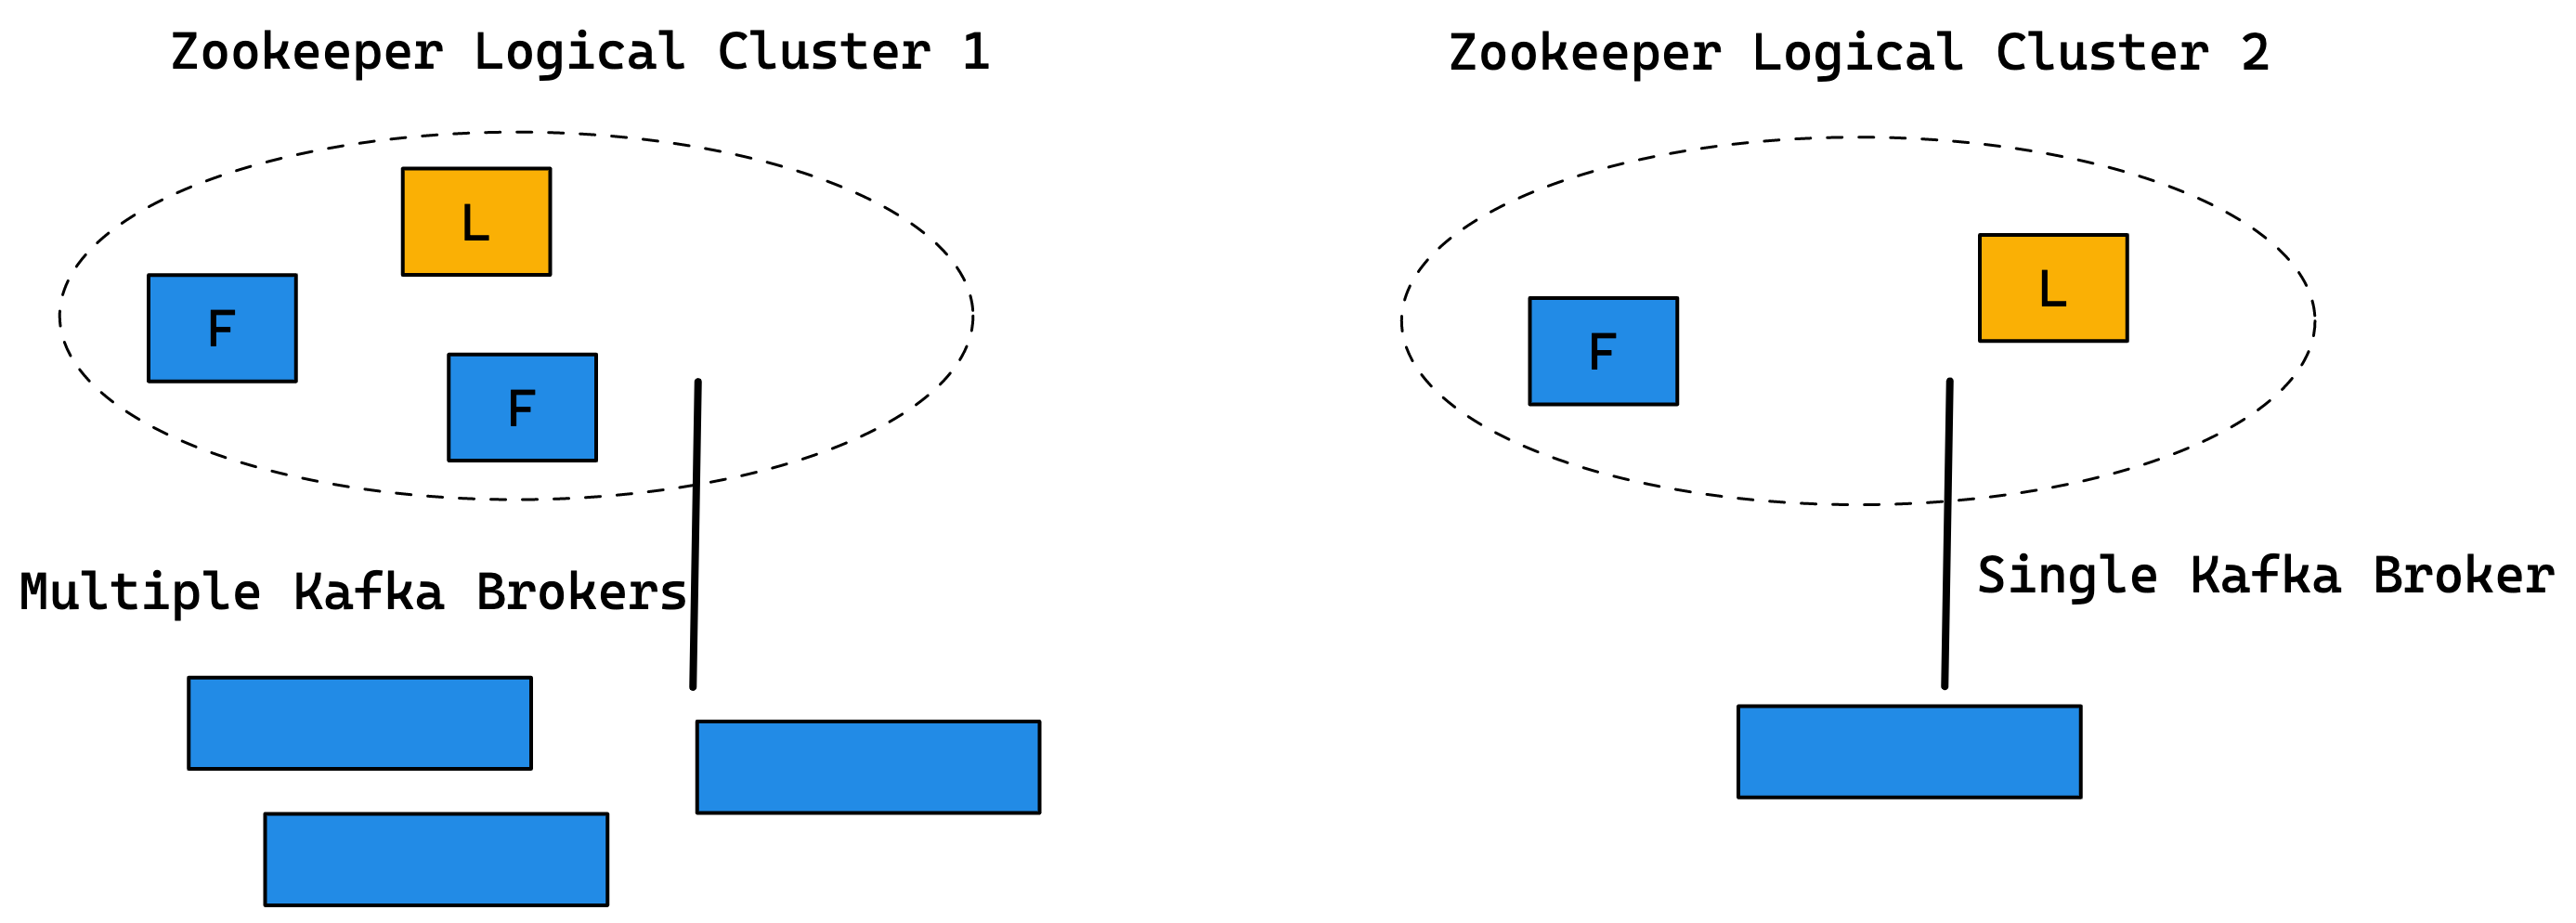 Zookeeper Logical Cluster 1
L
F
F
Multiple Kafka Brokers
Zookeeper Logical Cluster 2
L
F
Single Kafka Broker